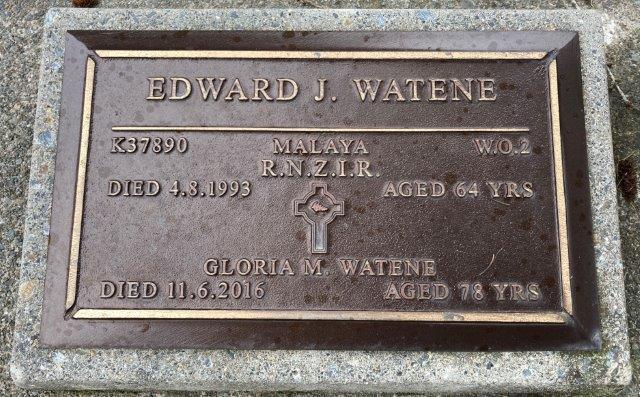 EDWARD J. WATENE
K37890 MALAYA W.O.2
R.N.Z.I.R.
DIED 4.8.1993 AGED 64 YRS
GLORIA M. WATENE
DIED 11.6.2016 AGED 78 YRS